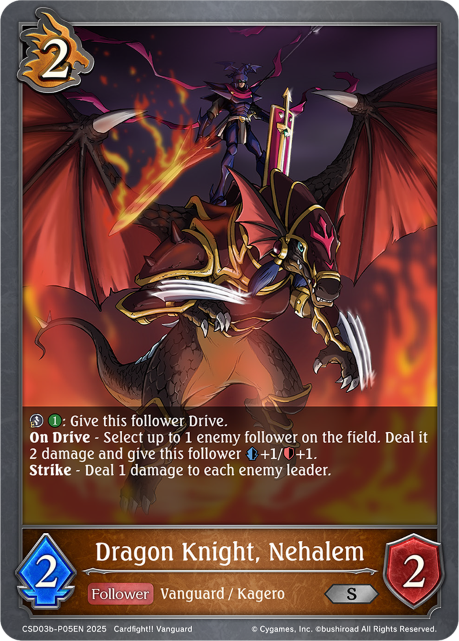 2
1: Give this follower Drive.
On Drive - Select up to 1 enemy follower on the field. Deal it
2 damage and give this follower +1/+1.
Strike - Deal 1 damage to each enemy leader.
Dragon Knight, Nehalem
2
Follower Vanguard / Kagero S
2
CSD03b-P05EN 2025 Cardfight!! Vanguard © Cygames, Inc. ©bushiroad All Rights Reserved.